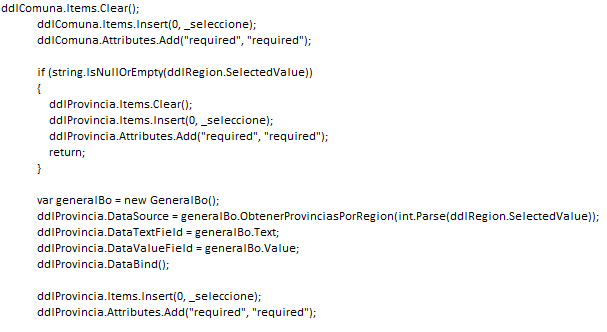 ddlComuna.Items.Clear();
ddlComuna.Items.Insert(0, _seleccione);
ddlComuna.Attributes.Add("required", "required");
if (string.IsNullOrEmpty(ddlRegion.SelectedValue))
{
ddlProvincia.Items.Clear();
ddlProvincia.Items.Insert(0, _seleccione);
ddlProvincia.Attributes.Add("required", "required");
return;
}
var generalBo = new GeneralBo();
ddlProvincia.DataSource = generalBo.ObtenerProvinciasPorRegion(int.Parse(ddlRegion.SelectedValue));
ddlProvincia.DataTextField = generalBo.Text;
ddlProvincia.DataValueField = generalBo.Value;
ddlProvincia.DataBind();
ddlProvincia.Items.Insert(0, _seleccione);
ddlProvincia.Attributes.Add("required", "required");